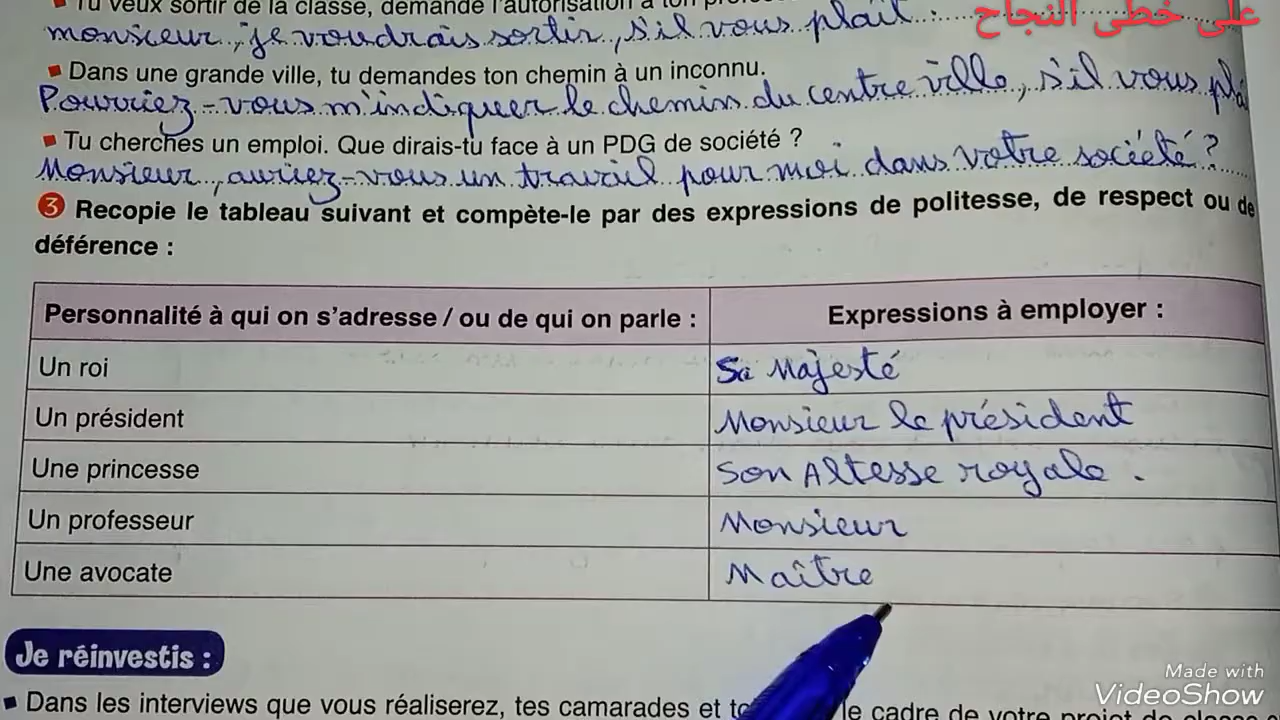 Tu veux sortir de la classe, demande l'autorisation à ton
على خطى النجاح
monsieur, je voudrais sortir, s'il vous plaît.
Dans une grande ville, tu demandes ton chemin à un inconnu.
Pourriez-vous m'indiquer le chemin du centre ville, s'il vous pla
Tu cherches un emploi. Que dirais-tu face à un PDG de société ?
Monsieur, auriez-vous un travail pour moi dans votre société ?
3 Recopie le tableau suivant et compète-le par des expressions de politesse, de respect ou de
déférence :
Personnalité à qui on s'adresse / ou de qui on parle : Expressions à employer :
Un roi Sa Majesté
Un président Monsieur le président
Une princesse Son Altesse royale.
Un professeur Monsieur
Une avocate Maître
Je réinvestis :
Dans les interviews que vous réaliserez, tes camarades et le cadre de votre projet de classe
Made with
VideoShow